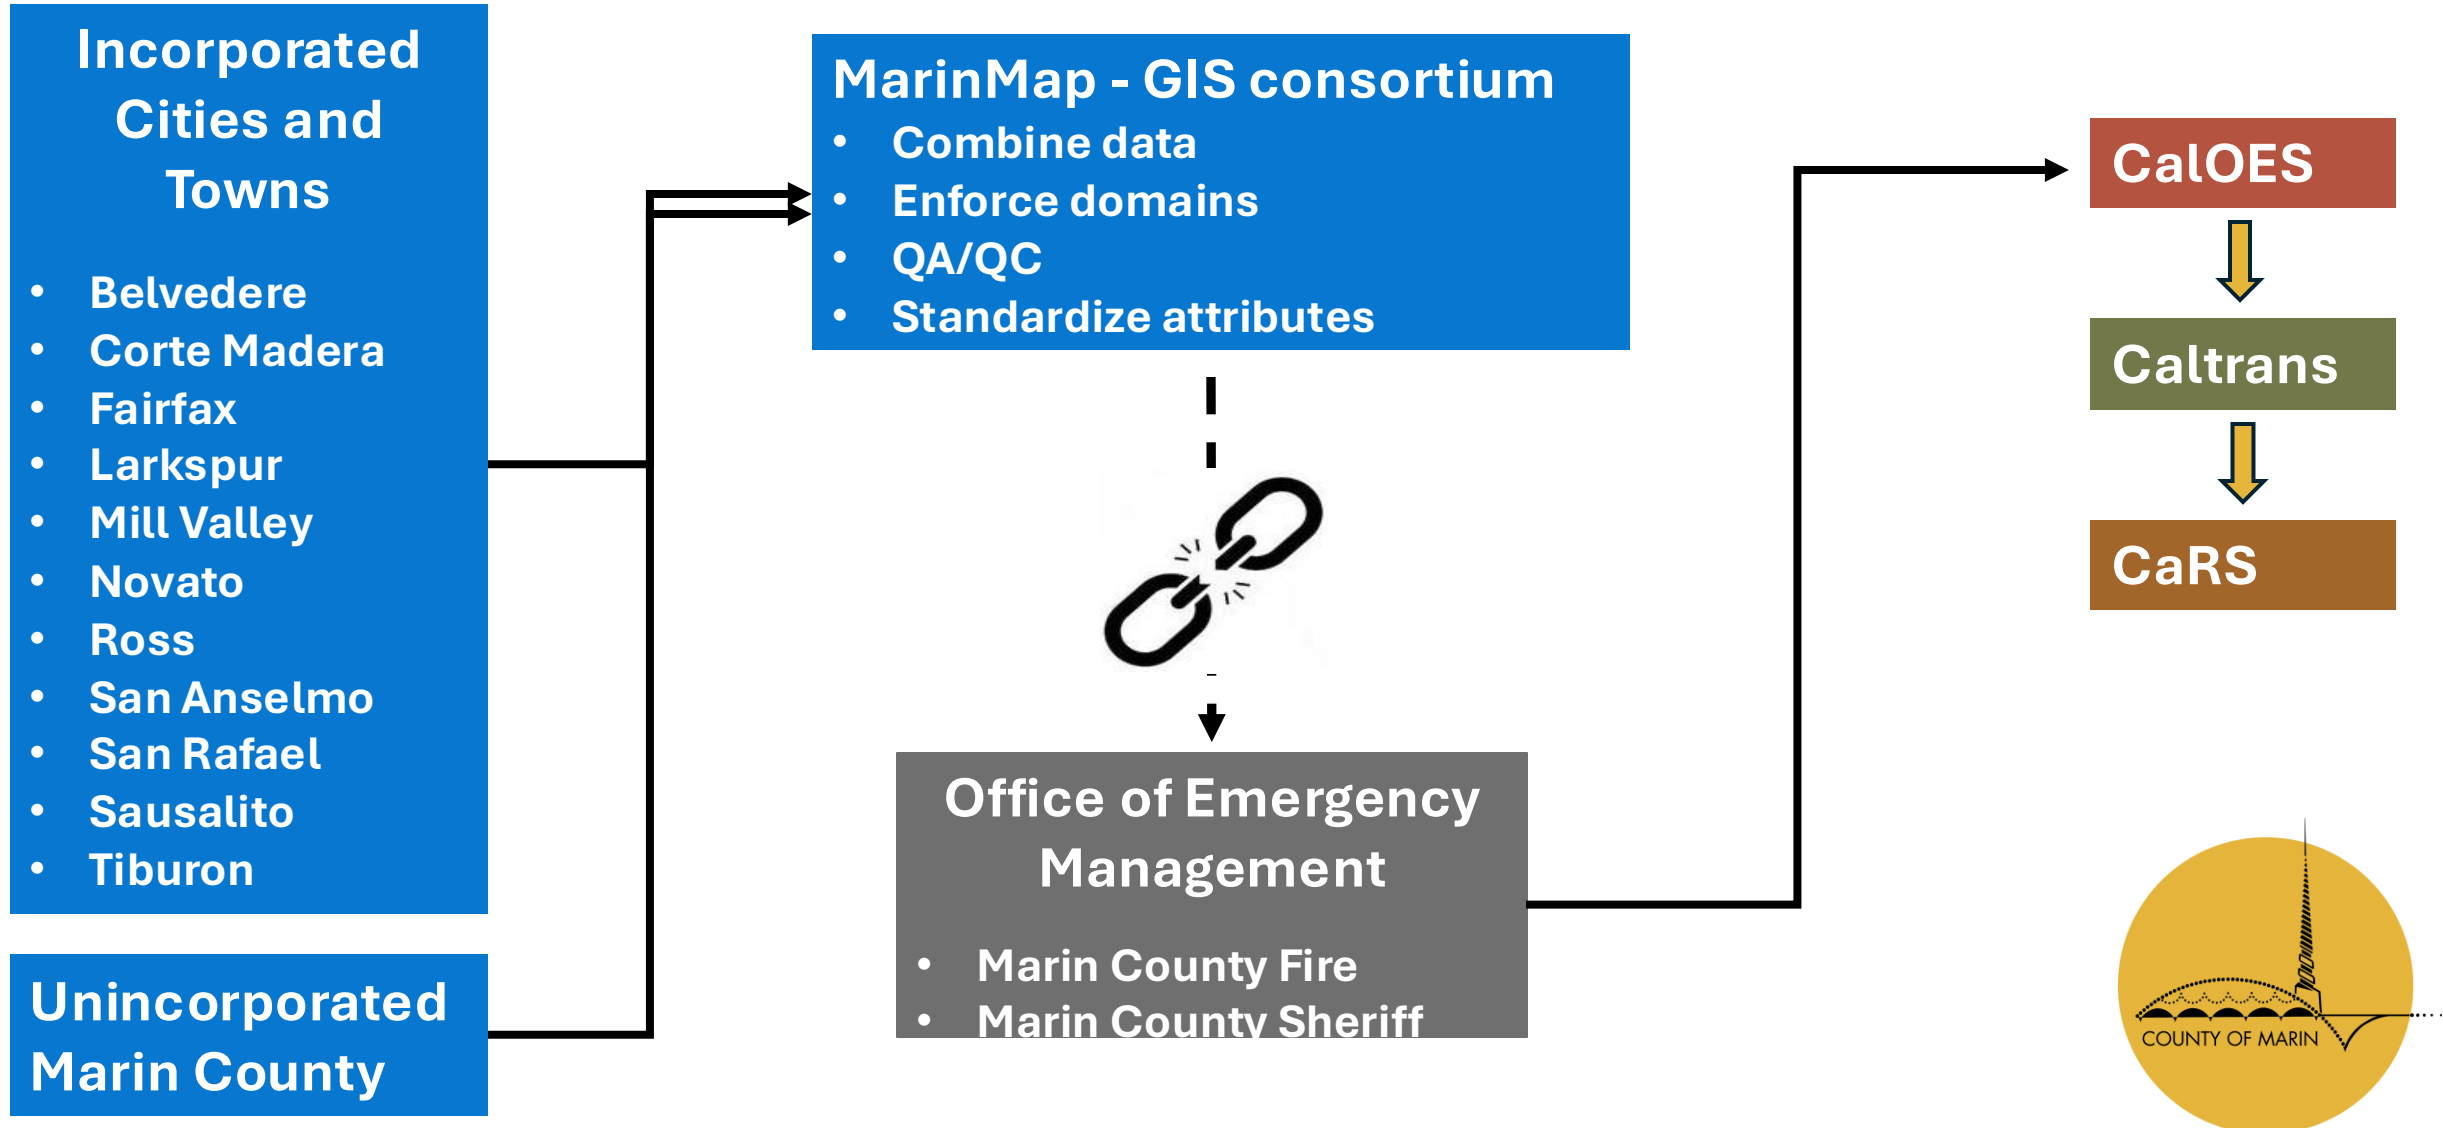 Incorporated
Cities and
Towns
• Belvedere
• Corte Madera
• Fairfax
• Larkspur
• Mill Valley
• Novato
• Ross
• San Anselmo
• San Rafael
• Sausalito
• Tiburon
Unincorporated
Marin County
MarinMap - GIS consortium
• Combine data
• Enforce domains
• QA/QC
• Standardize attributes
Office of Emergency
Management
• Marin County Fire
• Marin County Sheriff
CalOES
Caltrans
CaRS
COUNTY OF MARIN